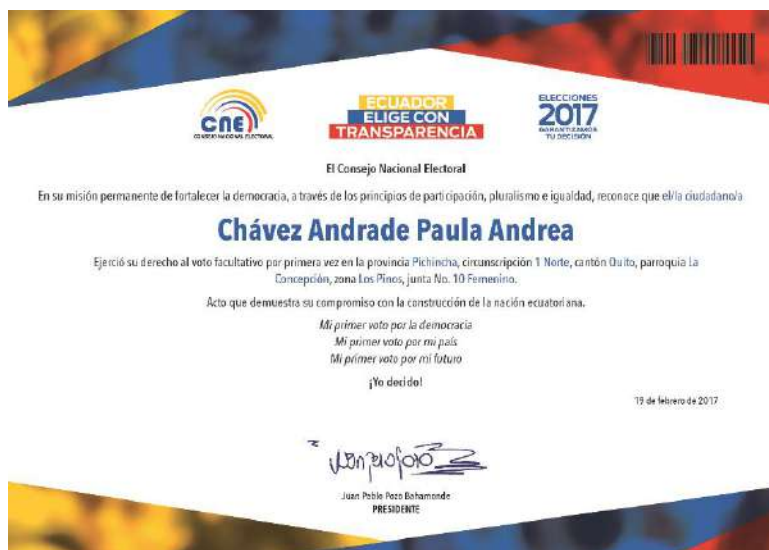 CNE
CONSEJO NACIONAL ELECTORAL
ECUADOR
ELIGE CON
TRANSPARENCIA
ELECCIONES
2017
GARANTIZAMOS
TU DECISIÓN
El Consejo Nacional Electoral
En su misión permanente de fortalecer la democracia, a través de los principios de participación, pluralismo e igualdad, reconoce que el/la ciudadano/a
Chávez Andrade Paula Andrea
Ejerció su derecho al voto facultativo por primera vez en la provincia Pichincha, circunscripción 1 Norte, cantón Quito, parroquia La
Concepción, zona Los Pinos, junta No. 10 Femenino.
Acto que demuestra su compromiso con la construcción de la nación ecuatoriana.
Mi primer voto por la democracia
Mi primer voto por mi país
Mi primer voto por mi futuro
¡Yo decido!
19 de febrero de 2017
Juan Pablo Pozo Bahamonde
PRESIDENTE